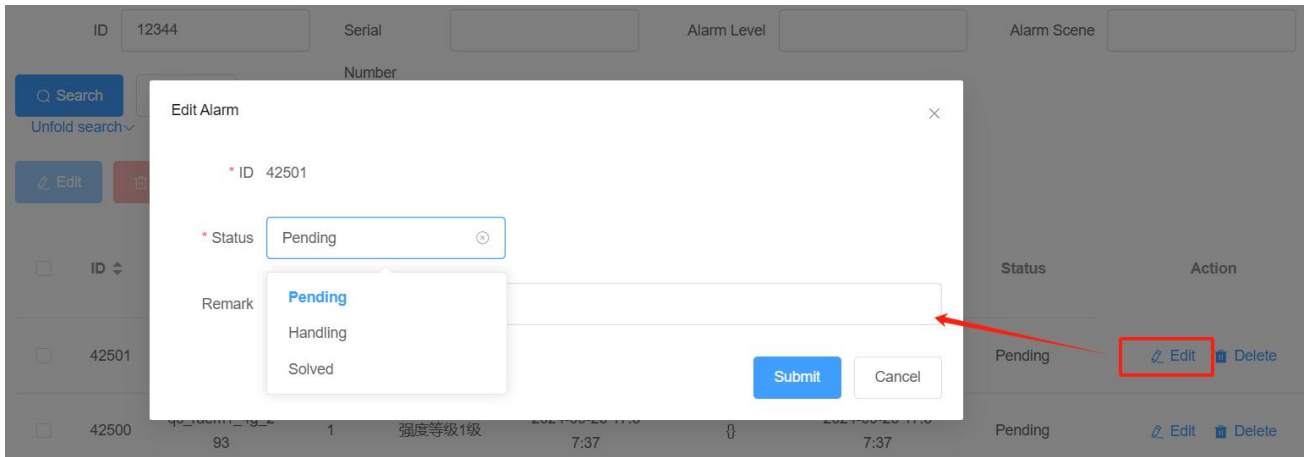 ID 12344 Serial Number Alarm Level Alarm Scene
Search
Unfold search
Edit
Edit Alarm
* ID 42501
* Status Pending
Remark
Pending
Handling
Solved
Submit Cancel
ID Status Action
42501 Pending Edit Delete
42500 93 1 强度等级1级 7:37 {} 7:37 Pending Edit Delete